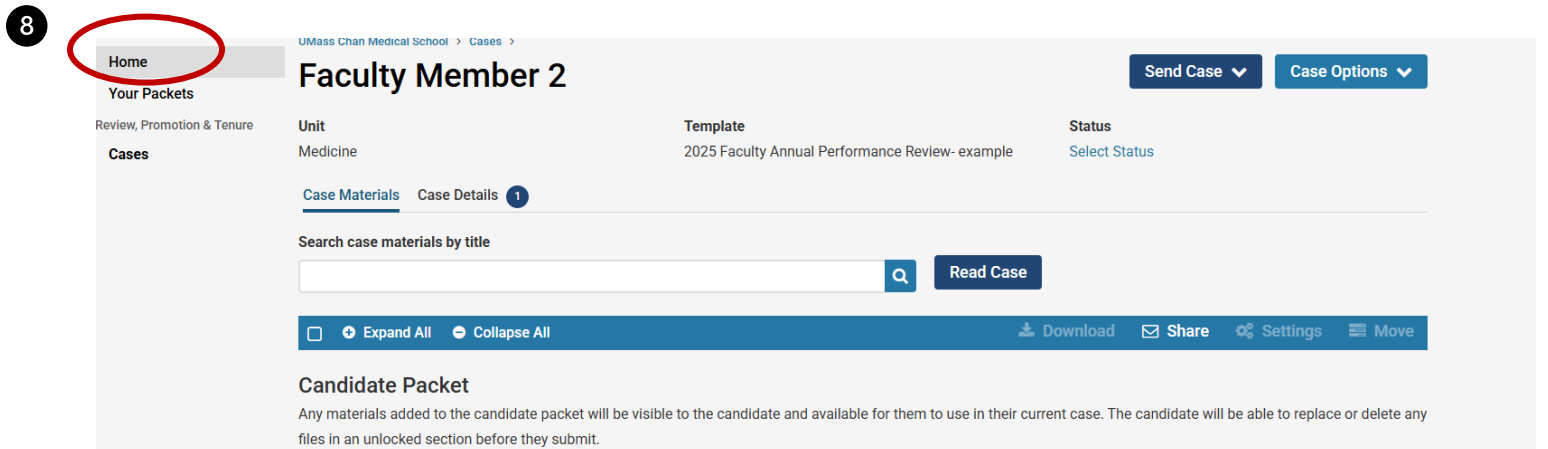 8
Home
Your Packets
Review, Promotion & Tenure
Cases
UMass Chan Medical School > Cases >
Faculty Member 2
Send Case
Case Options
Unit
Medicine
Template
2025 Faculty Annual Performance Review- example
Status
Select Status
Case Materials Case Details 1
Search case materials by title
Read Case
Expand All Collapse All Download Share Settings Move
Candidate Packet
Any materials added to the candidate packet will be visible to the candidate and available for them to use in their current case. The candidate will be able to replace or delete any
files in an unlocked section before they submit.